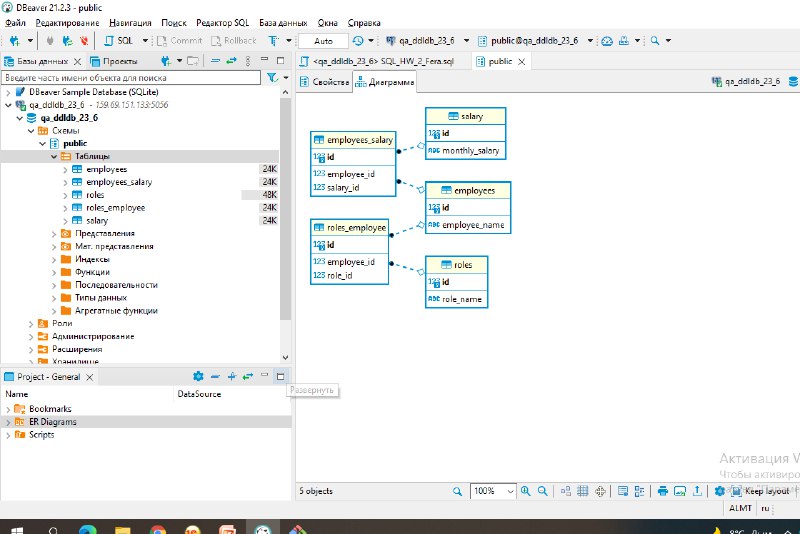 DBeaver 21.2.3 - public
Файл Редактирование Навигация Поиск Редактор SQL База данных Окна Справка
SQL Commit Rollback Auto qa_ddldb_23_6 public@qa_ddldb_23_6
Базы данных Проекты
Введите часть имени объекта для поиска
DBeaver Sample Database (SQLite)
qa_ddldb_23_6 - 159.69.151.133:5056
qa_ddldb_23_6
Схемы
public
Таблицы
employees 24K
employees_salary 24K
roles 48K
roles_employee 24K
salary 24K
Представления
Мат. представления
Индексы
Функции
Последовательности
Типы данных
Агрегатные функции
Роли
Администрирование
Расширения
Хранилище
Project - General
Name DataSource
Bookmarks
ER Diagrams
Scripts
Развернуть
<qa_ddldb_23_6> SQL_HW_2_Fera.sql public
Свойства Диаграмма qa_ddldb_23_6
employees_salary
123 id
123 employee_id
123 salary_id
salary
123 id
ABC monthly_salary
employees
123 id
ABC employee_name
roles_employee
123 id
123 employee_id
123 role_id
roles
123 id
ABC role_name
Активация W
Чтобы активиро
5 objects 100% Keep layout
ALMT ru
8°C Дым